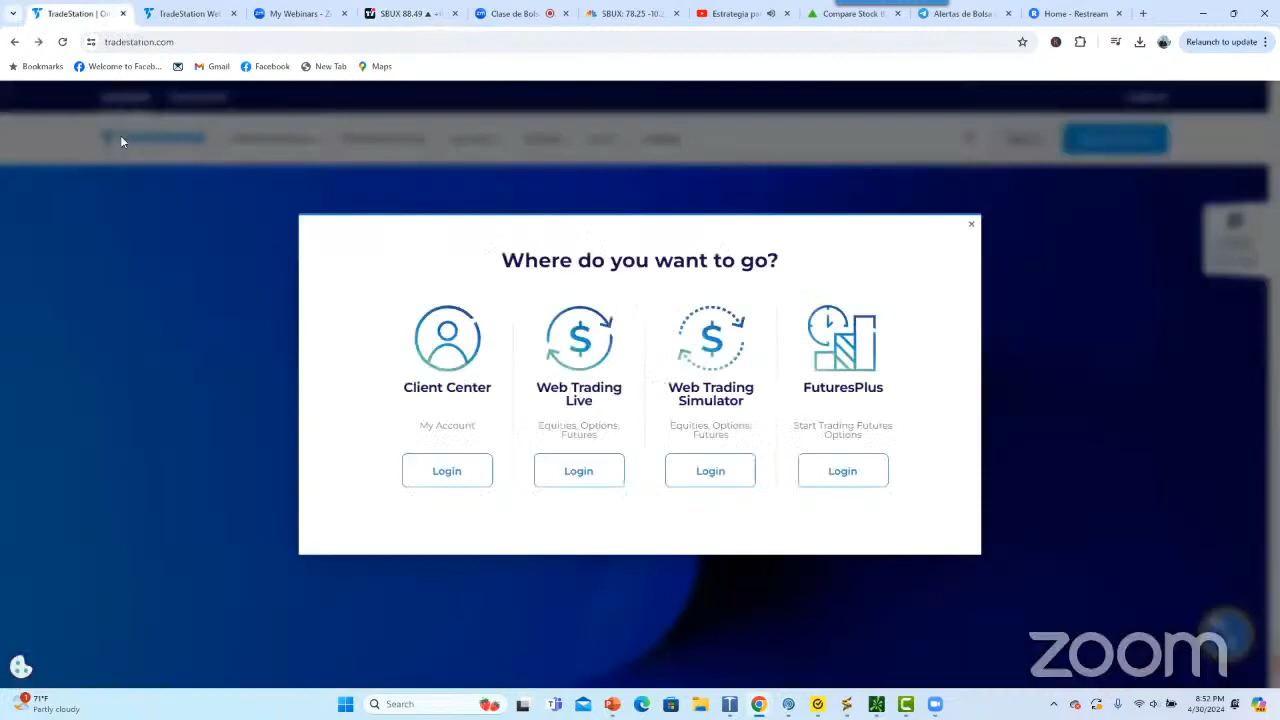 TradeStation
TradeStation Wel
My Webinars - Z
SBUX 88.49
Clase de Bols
SBUX: 78.25
Estrategia pa
Compare Stock B
Alertas de Bolsa
Home - Restream
tradestation.com
Relaunch to update
Bookmarks
Welcome to Faceb...
Gmail
Facebook
New Tab
Maps
Where do you want to go?
Client Center
Web Trading
Live
Web Trading
Simulator
FuturesPlus
My Account
Equities, Options,
Futures
Equities, Options,
Futures
Start Trading Futures
Options
Login
Login
Login
Login
zoom
1
71°F
Partly cloudy
Search
8:52 PM
4/30/2024